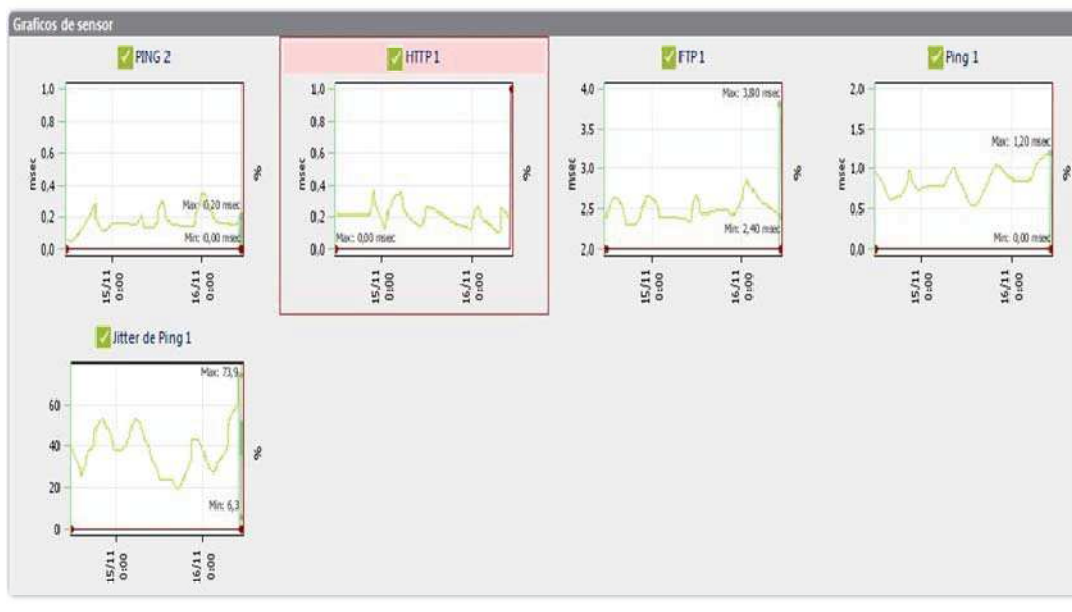 Graficos de sensor
PING 2
HTTP 1
FTP 1
Ping 1
1,0
0,8
0,6
0,4
0,2
0,0
msec
%
Max: 0,20 msec
Min: 0,00 msec
15/11
0:00
16/11
0:00
1,0
0,8
0,6
0,4
0,2
0,0
msec
%
Max: 0,00 msec
15/11
0:00
16/11
0:00
4,0
3,5
3,0
2,5
2,0
msec
%
Max: 3,80 msec
Min: 2,40 msec
15/11
0:00
16/11
0:00
2,0
1,5
1,0
0,5
0,0
msec
%
Max: 1,20 msec
Min: 0,00 msec
15/11
0:00
16/11
0:00
Jitter de Ping 1
60
40
20
0
%
Max: 73,9
Min: 6,3
15/11
0:00
16/11
0:00